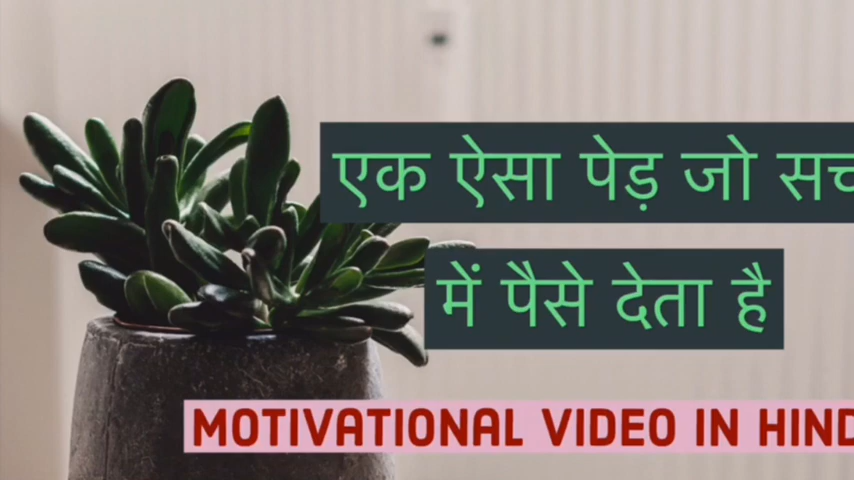 एक ऐसा पेड़ जो सच
में पैसे देता है
MOTIVATIONAL VIDEO IN HIND